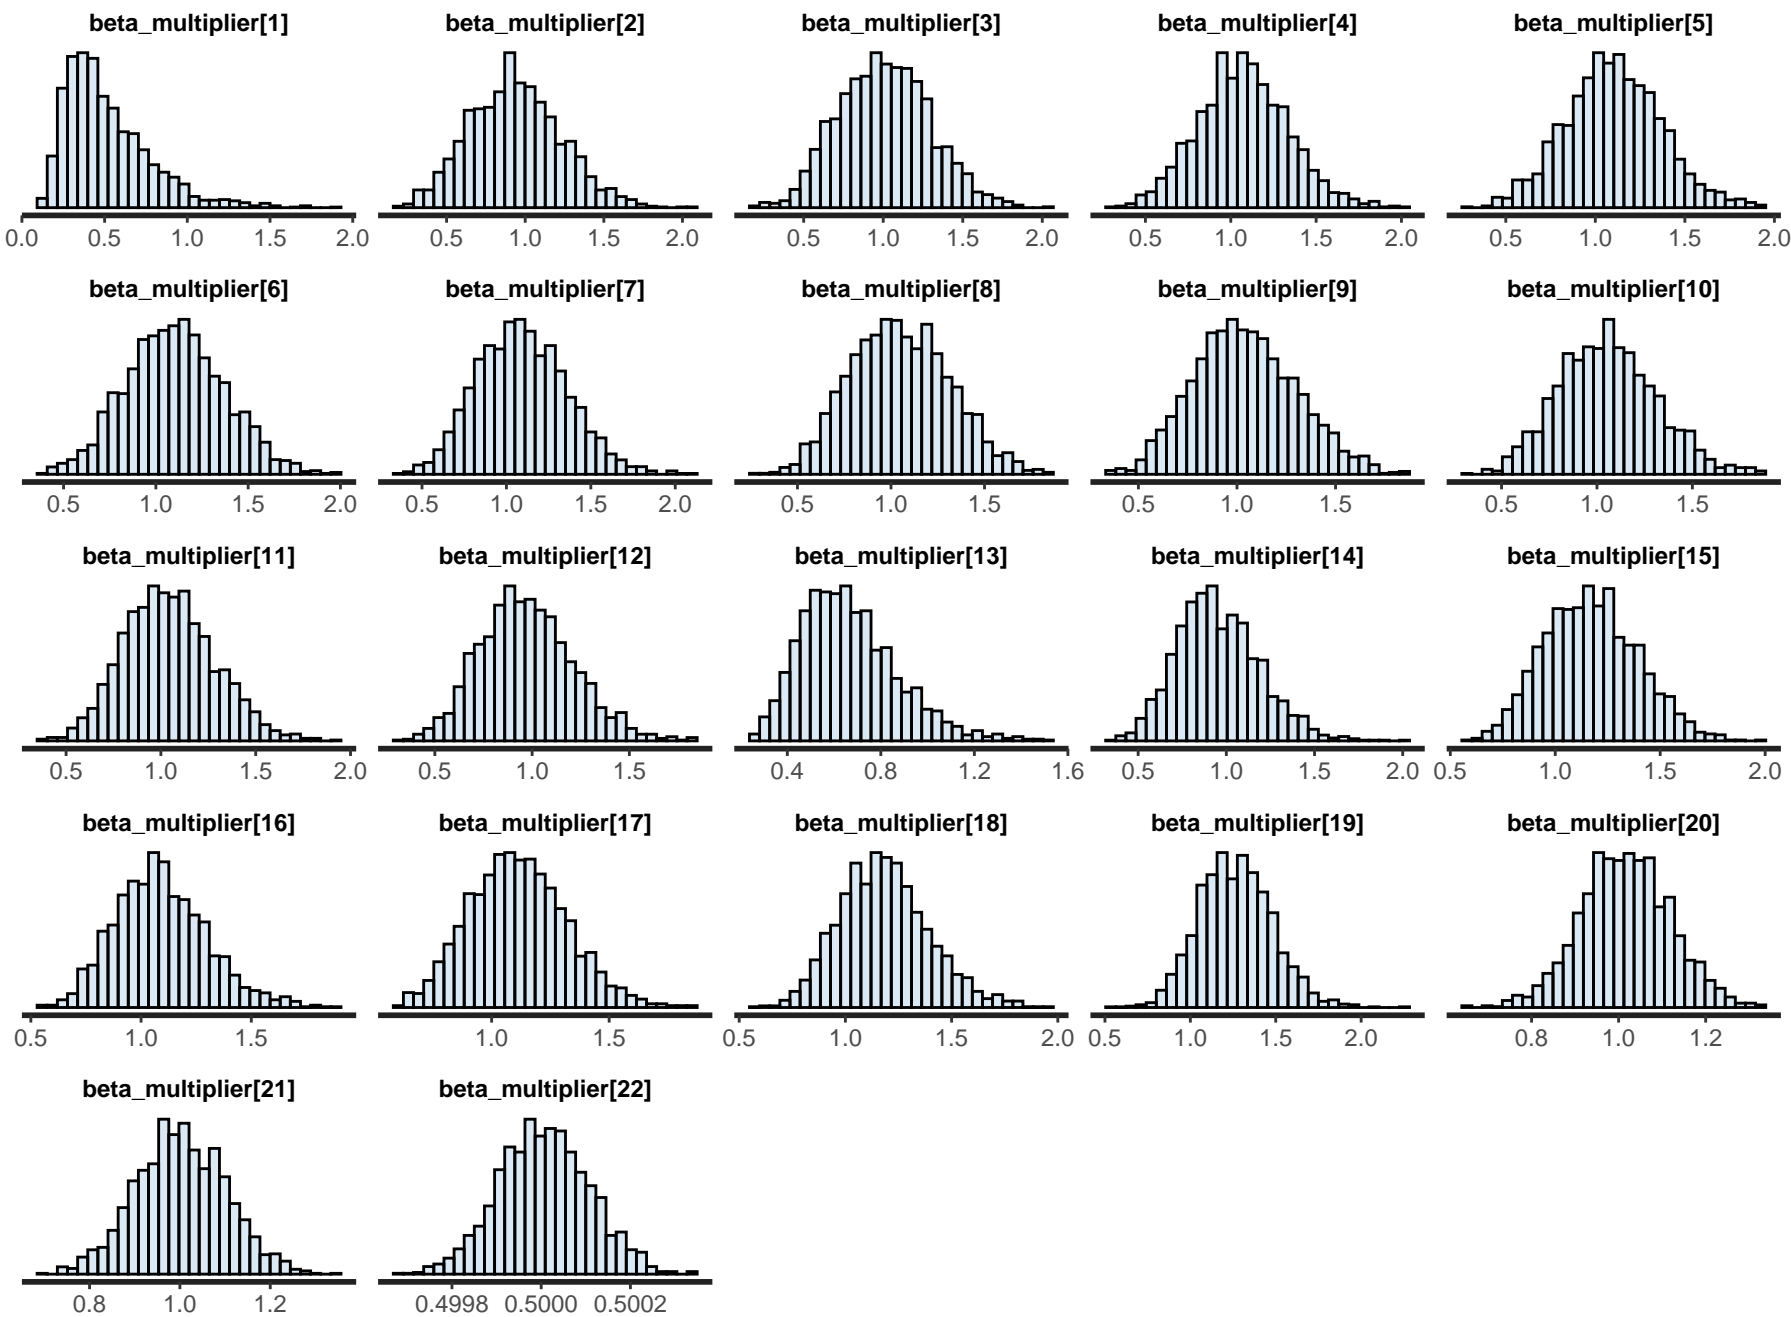 beta_multiplier[1] beta_multiplier[2] beta_multiplier[3] beta_multiplier[4] beta_multiplier[5]
0.0 0.5 1.0 1.5 2.0 0.5 1.0 1.5 2.0 0.5 1.0 1.5 2.0 0.5 1.0 1.5 2.0 0.5 1.0 1.5 2.0
beta_multiplier[6] beta_multiplier[7] beta_multiplier[8] beta_multiplier[9] beta_multiplier[10]
0.5 1.0 1.5 2.0 0.5 1.0 1.5 2.0 0.5 1.0 1.5 0.5 1.0 1.5 0.5 1.0 1.5
beta_multiplier[11] beta_multiplier[12] beta_multiplier[13] beta_multiplier[14] beta_multiplier[15]
0.5 1.0 1.5 2.0 0.5 1.0 1.5 0.4 0.8 1.2 1.6 0.5 1.0 1.5 2.0 0.5 1.0 1.5 2.0
beta_multiplier[16] beta_multiplier[17] beta_multiplier[18] beta_multiplier[19] beta_multiplier[20]
0.5 1.0 1.5 1.0 1.5 0.5 1.0 1.5 2.0 0.5 1.0 1.5 2.0 0.8 1.0 1.2
beta_multiplier[21] beta_multiplier[22]
0.8 1.0 1.2 0.4998 0.5000 0.5002